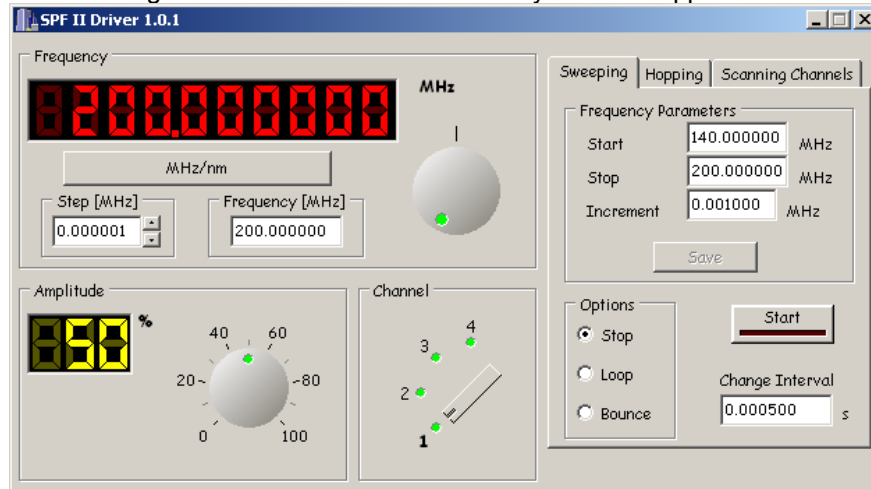 SPF II Driver 1.0.1
Frequency
200.000000
MHz
MHz/nm
Step [MHz]
0.000001
Frequency [MHz]
200.000000
Amplitude
50
%
0
20
40
60
80
100
Channel
1
2
3
4
Sweeping
Hopping
Scanning Channels
Frequency Parameters
Start 140.000000 MHz
Stop 200.000000 MHz
Increment 0.001000 MHz
Save
Options
Stop
Loop
Bounce
Start
Change Interval
0.000500 s